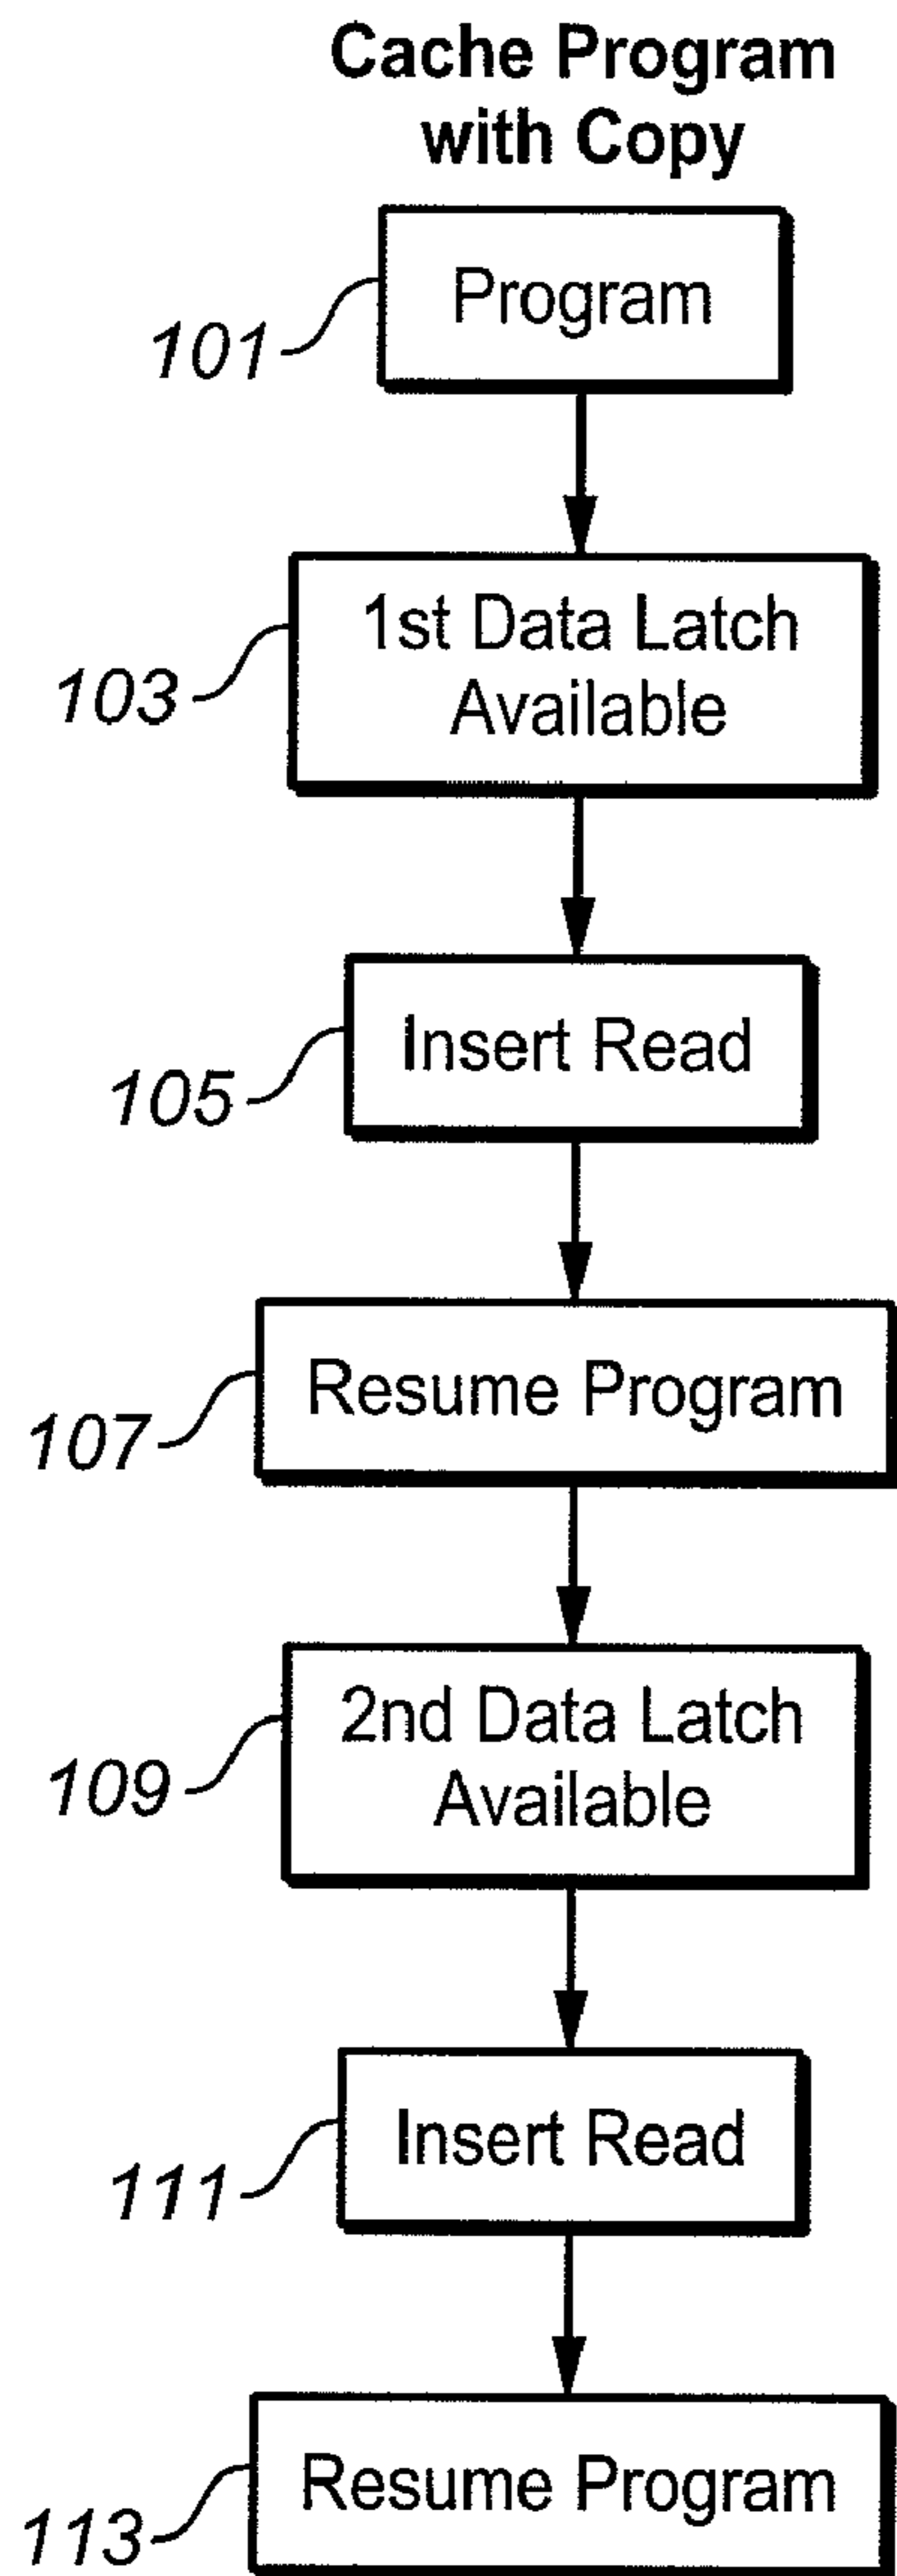 Cache Program
with Copy
Program
101
1st Data Latch
Available
103
Insert Read
105
Resume Program
107
2nd Data Latch
Available
109
Insert Read
111
Resume Program
113